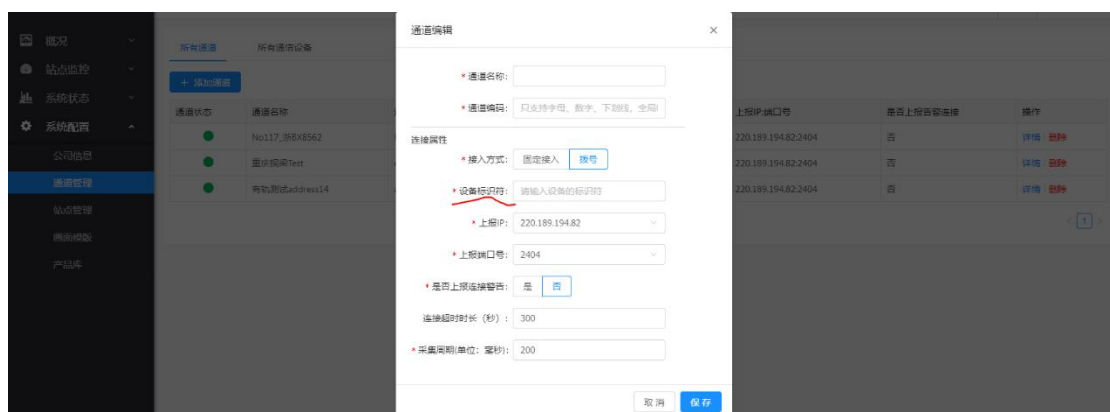 概况
站点监控
系统状态
系统配置
公司信息
通道管理
站点管理
画面模版
产品库
所有通道 所有通信设备
+ 添加通道
通道状态 通道名称 上报IP:端口号 是否上报告警连接 操作
No117_浙BX8562 220.189.194.82:2404 否 详情 删除
重庆铜梁Test 否 详情 删除
有轨测试address14 220.189.194.82:2404 否 详情 删除
< 1 >
通道编辑 ×
* 通道名称:
* 通道编码: 只支持字母、数字、下划线,全局
连接属性
* 接入方式: 固定接入 拨号
* 设备标识符: 请输入设备的标识符
* 上报IP: 220.189.194.82
* 上报端口号: 2404
* 是否上报连接警告: 是 否
连接超时时长(秒): 300
* 采集周期(单位:毫秒): 200
取消 保存